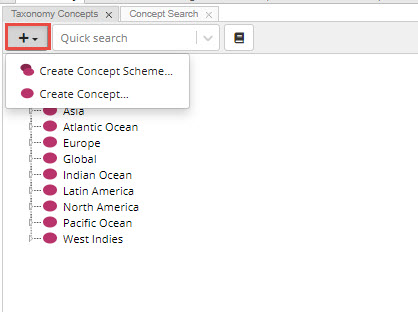 Taxonomy Concepts x Concept Search x
+ Quick search
Create Concept Scheme...
Create Concept...
Asia
Atlantic Ocean
Europe
Global
Indian Ocean
Latin America
North America
Pacific Ocean
West Indies